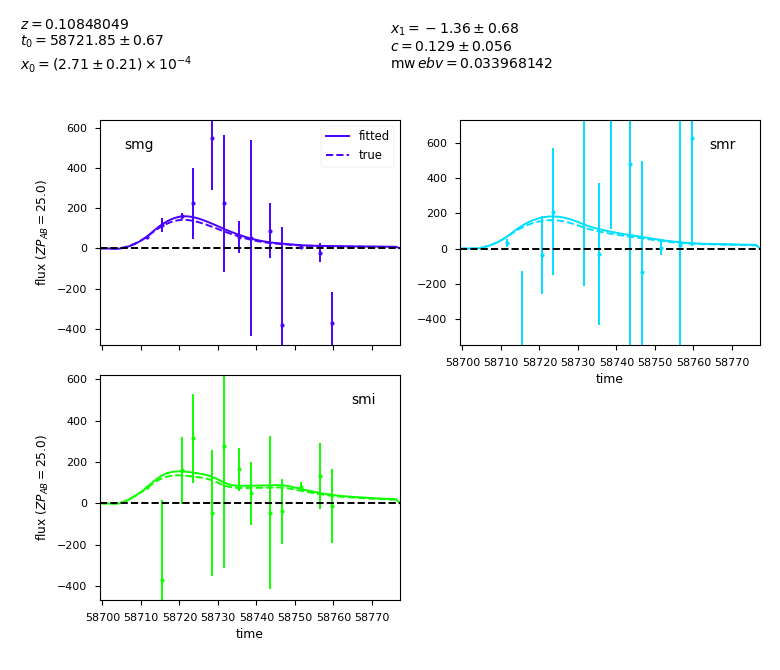 z = 0.10848049
t₀ = 58721.85 ± 0.67
x₀ = (2.71 ± 0.21) × 10⁻⁴
x₁ = −1.36 ± 0.68
c = 0.129 ± 0.056
mw ebv = 0.033968142
smg
fitted
true
600
400
200
0
−200
−400
flux (ZP_AB = 25.0)
smr
600
400
200
0
−200
−400
58700 58710 58720 58730 58740 58750 58760 58770
time
smi
600
400
200
0
−200
−400
flux (ZP_AB = 25.0)
58700 58710 58720 58730 58740 58750 58760 58770
time